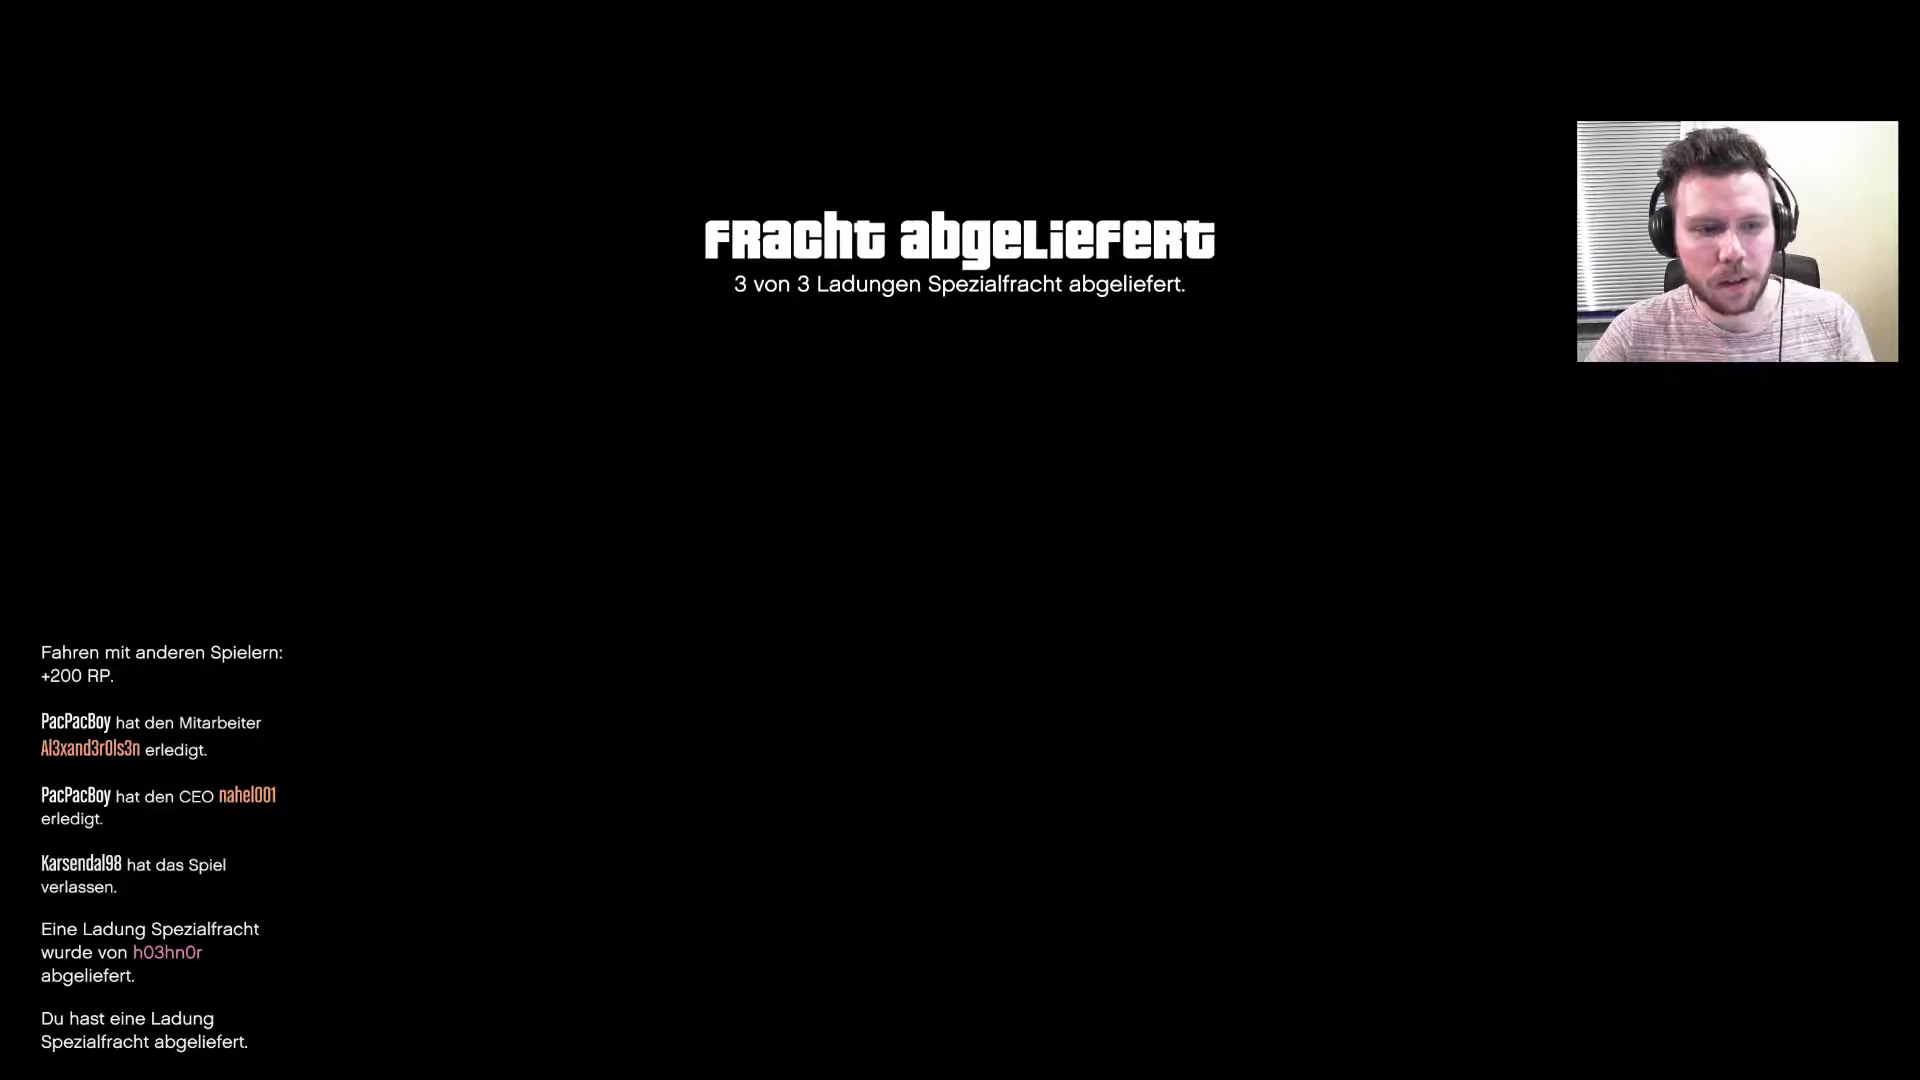 Fracht abgeliefert
3 von 3 Ladungen Spezialfracht abgeliefert.
Fahren mit anderen Spielern:
+200 RP.
PacPacBoy hat den Mitarbeiter
Al3xand3r0ls3n erledigt.
PacPacBoy hat den CEO nahel001
erledigt.
Karsendal98 hat das Spiel
verlassen.
Eine Ladung Spezialfracht
wurde von h03hn0r
abgeliefert.
Du hast eine Ladung
Spezialfracht abgeliefert.